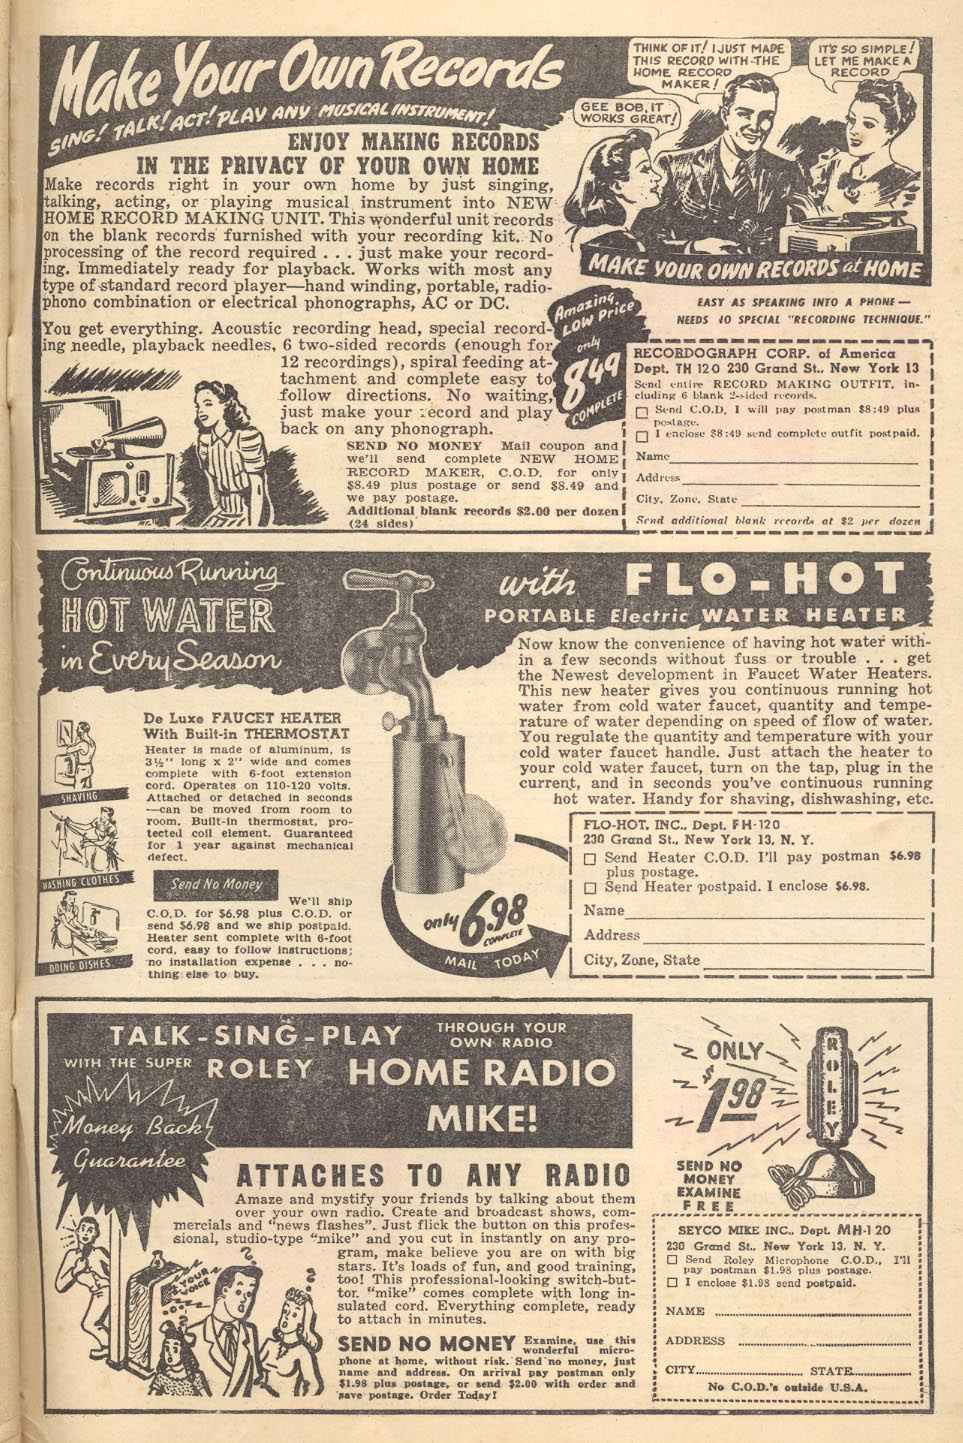 Make Your Own Records
SING! TALK! ACT! PLAY ANY MUSICAL INSTRUMENT!
THINK OF IT! I JUST MADE
THIS RECORD WITH THE
HOME RECORD
MAKER!
IT'S SO SIMPLE!
LET ME MAKE A
RECORD
GEE BOB, IT
WORKS GREAT!
ENJOY MAKING RECORDS
IN THE PRIVACY OF YOUR OWN HOME
Make records right in your own home by just singing,
talking, acting, or playing musical instrument into NEW
HOME RECORD MAKING UNIT. This wonderful unit records
on the blank records furnished with your recording kit. No
processing of the record required . . . just make your record-
ing. Immediately ready for playback. Works with most any
type of standard record player—hand winding, portable, radio-
phono combination or electrical phonographs, AC or DC.
You get everything. Acoustic recording head, special record-
ing needle, playback needles, 6 two-sided records (enough for
12 recordings), spiral feeding at-
tachment and complete easy to
follow directions. No waiting,
just make your record and play
back on any phonograph.
SEND NO MONEY Mail coupon and
we'll send complete NEW HOME
RECORD MAKER, C.O.D. for only
$8.49 plus postage or send $8.49 and
we pay postage.
Additional blank records $2.00 per dozen
(24 sides)
MAKE YOUR OWN RECORDS at HOME
Amazing
LOW Price
only
8.49
COMPLETE
EASY AS SPEAKING INTO A PHONE—
NEEDS NO SPECIAL "RECORDING TECHNIQUE."
RECORDOGRAPH CORP. of America
Dept. TH 120 230 Grand St., New York 13
Send entire RECORD MAKING OUTFIT, in-
cluding 6 blank 2-sided records.
Send C.O.D, I will pay postman $8:49 plus
postage.
I enclose $8:49 send complete outfit postpaid.
Name
Address
City, Zone, State
Send additional blank records at $2 per dozen
Continuous Running
HOT WATER
in Every Season
with FLO-HOT
PORTABLE Electric WATER HEATER
Now know the convenience of having hot water with-
in a few seconds without fuss or trouble . . . get
the Newest development in Faucet Water Heaters.
This new heater gives you continuous running hot
water from cold water faucet, quantity and tempe-
rature of water depending on speed of flow of water.
You regulate the quantity and temperature with your
cold water faucet handle. Just attach the heater to
your cold water faucet, turn on the tap, plug in the
current, and in seconds you've continuous running
hot water. Handy for shaving, dishwashing, etc.
SHAVING
WASHING CLOTHES
DOING DISHES
De Luxe FAUCET HEATER
With Built-in THERMOSTAT
Heater is made of aluminum, is
3½" long x 2" wide and comes
complete with 6-foot extension
cord. Operates on 110-120 volts.
Attached or detached in seconds
—can be moved from room to
room. Built-in thermostat, pro-
tected coil element. Guaranteed
for 1 year against mechanical
defect.
Send No Money
We'll ship
C.O.D. for $6.98 plus C.O.D. or
send $6.98 and we ship postpaid.
Heater sent complete with 6-foot
cord, easy to follow instructions;
no installation expense . . . no-
thing else to buy.
only 6.98
COMPLETE
MAIL TODAY
FLO-HOT, INC., Dept. FH-120
230 Grand St., New York 13, N. Y.
Send Heater C.O.D. I'll pay postman $6.98
plus postage.
Send Heater postpaid. I enclose $6.98.
Name
Address
City, Zone, State
TALK-SING-PLAY THROUGH YOUR
OWN RADIO
WITH THE SUPER ROLEY HOME RADIO
MIKE!
Money Back
Guarantee
ATTACHES TO ANY RADIO
Amaze and mystify your friends by talking about them
over your own radio. Create and broadcast shows, com-
mercials and "news flashes". Just flick the button on this profes-
sional, studio-type "mike" and you cut in instantly on any pro-
gram, make believe you are on with big
stars. It's loads of fun, and good training,
too! This professional-looking switch-but-
tor. "mike" comes complete with long in-
sulated cord. Everything complete, ready
to attach in minutes.
YOUR
VOICE
SEND NO MONEY Examine, use this
wonderful micro-
phone at home, without risk. Send no money, just
name and address. On arrival pay postman only
$1.98 plus postage, or send $2.00 with order and
save postage. Order Today!
ONLY
$1.98
ROLEY
SEND NO
MONEY
EXAMINE
FREE
SEYCO MIKE INC., Dept. MH-120
230 Grand St., New York 13, N. Y.
Send Roley Microphone C.O.D., I'll
pay postman $1.98 plus postage.
I enclose $1.98 send postpaid.
NAME
ADDRESS
CITY STATE
No C.O.D.'s outside U.S.A.